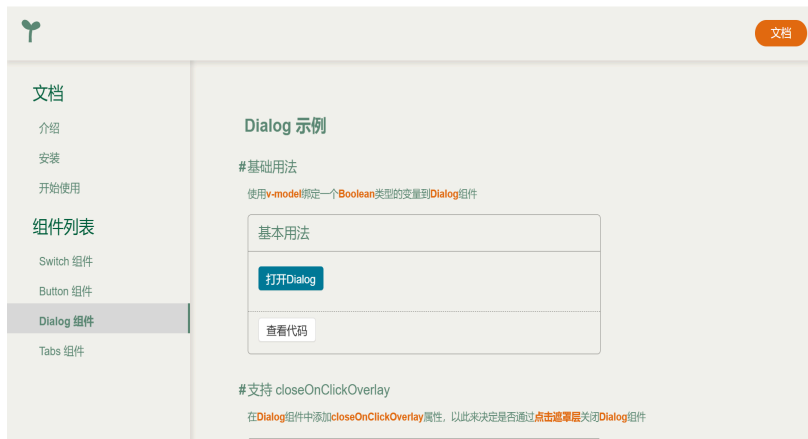 文档
文档
介绍
安装
开始使用
组件列表
Switch 组件
Button 组件
Dialog 组件
Tabs 组件
Dialog 示例
#基础用法
使用v-model绑定一个Boolean类型的变量到Dialog组件
基本用法
打开Dialog
查看代码
#支持 closeOnClickOverlay
在Dialog组件中添加closeOnClickOverlay属性，以此来决定是否通过点击遮罩层关闭Dialog组件